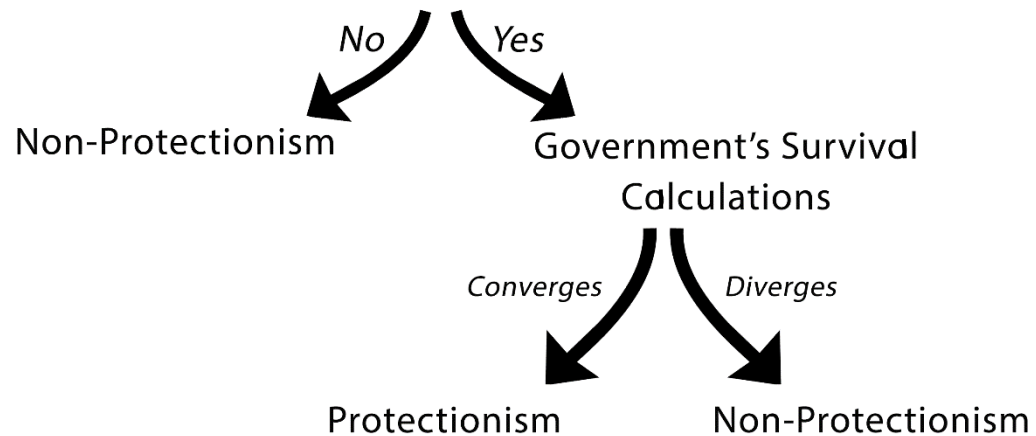 No
Yes
Non-Protectionism
Government's Survival
Calculations
Converges
Diverges
Protectionism
Non-Protectionism